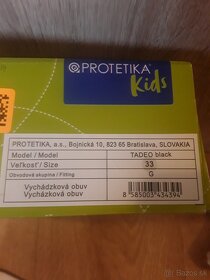 PROTETIKA
Kids
PROTETIKA, a.s., Bojnická 10, 823 65 Bratislava, SLOVAKIA
Model / Model TADEO black
Veľkosť / Size 33
Obvodová skupina / Fitting G
Vychádzková obuv
Vycházková obuv
8 585003 434394
bazos.sk